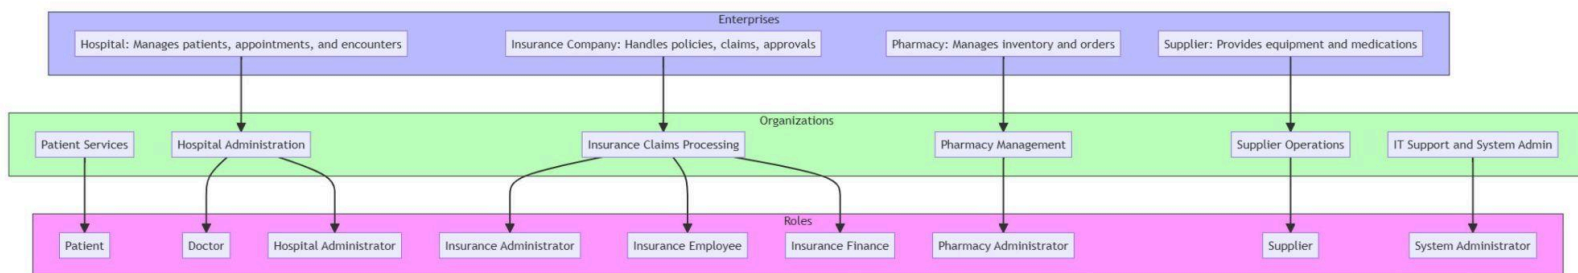 Enterprises
Hospital: Manages patients, appointments, and encounters
Insurance Company: Handles policies, claims, approvals
Pharmacy: Manages inventory and orders
Supplier: Provides equipment and medications
Organizations
Patient Services
Hospital Administration
Insurance Claims Processing
Pharmacy Management
Supplier Operations
IT Support and System Admin
Roles
Patient
Doctor
Hospital Administrator
Insurance Administrator
Insurance Employee
Insurance Finance
Pharmacy Administrator
Supplier
System Administrator